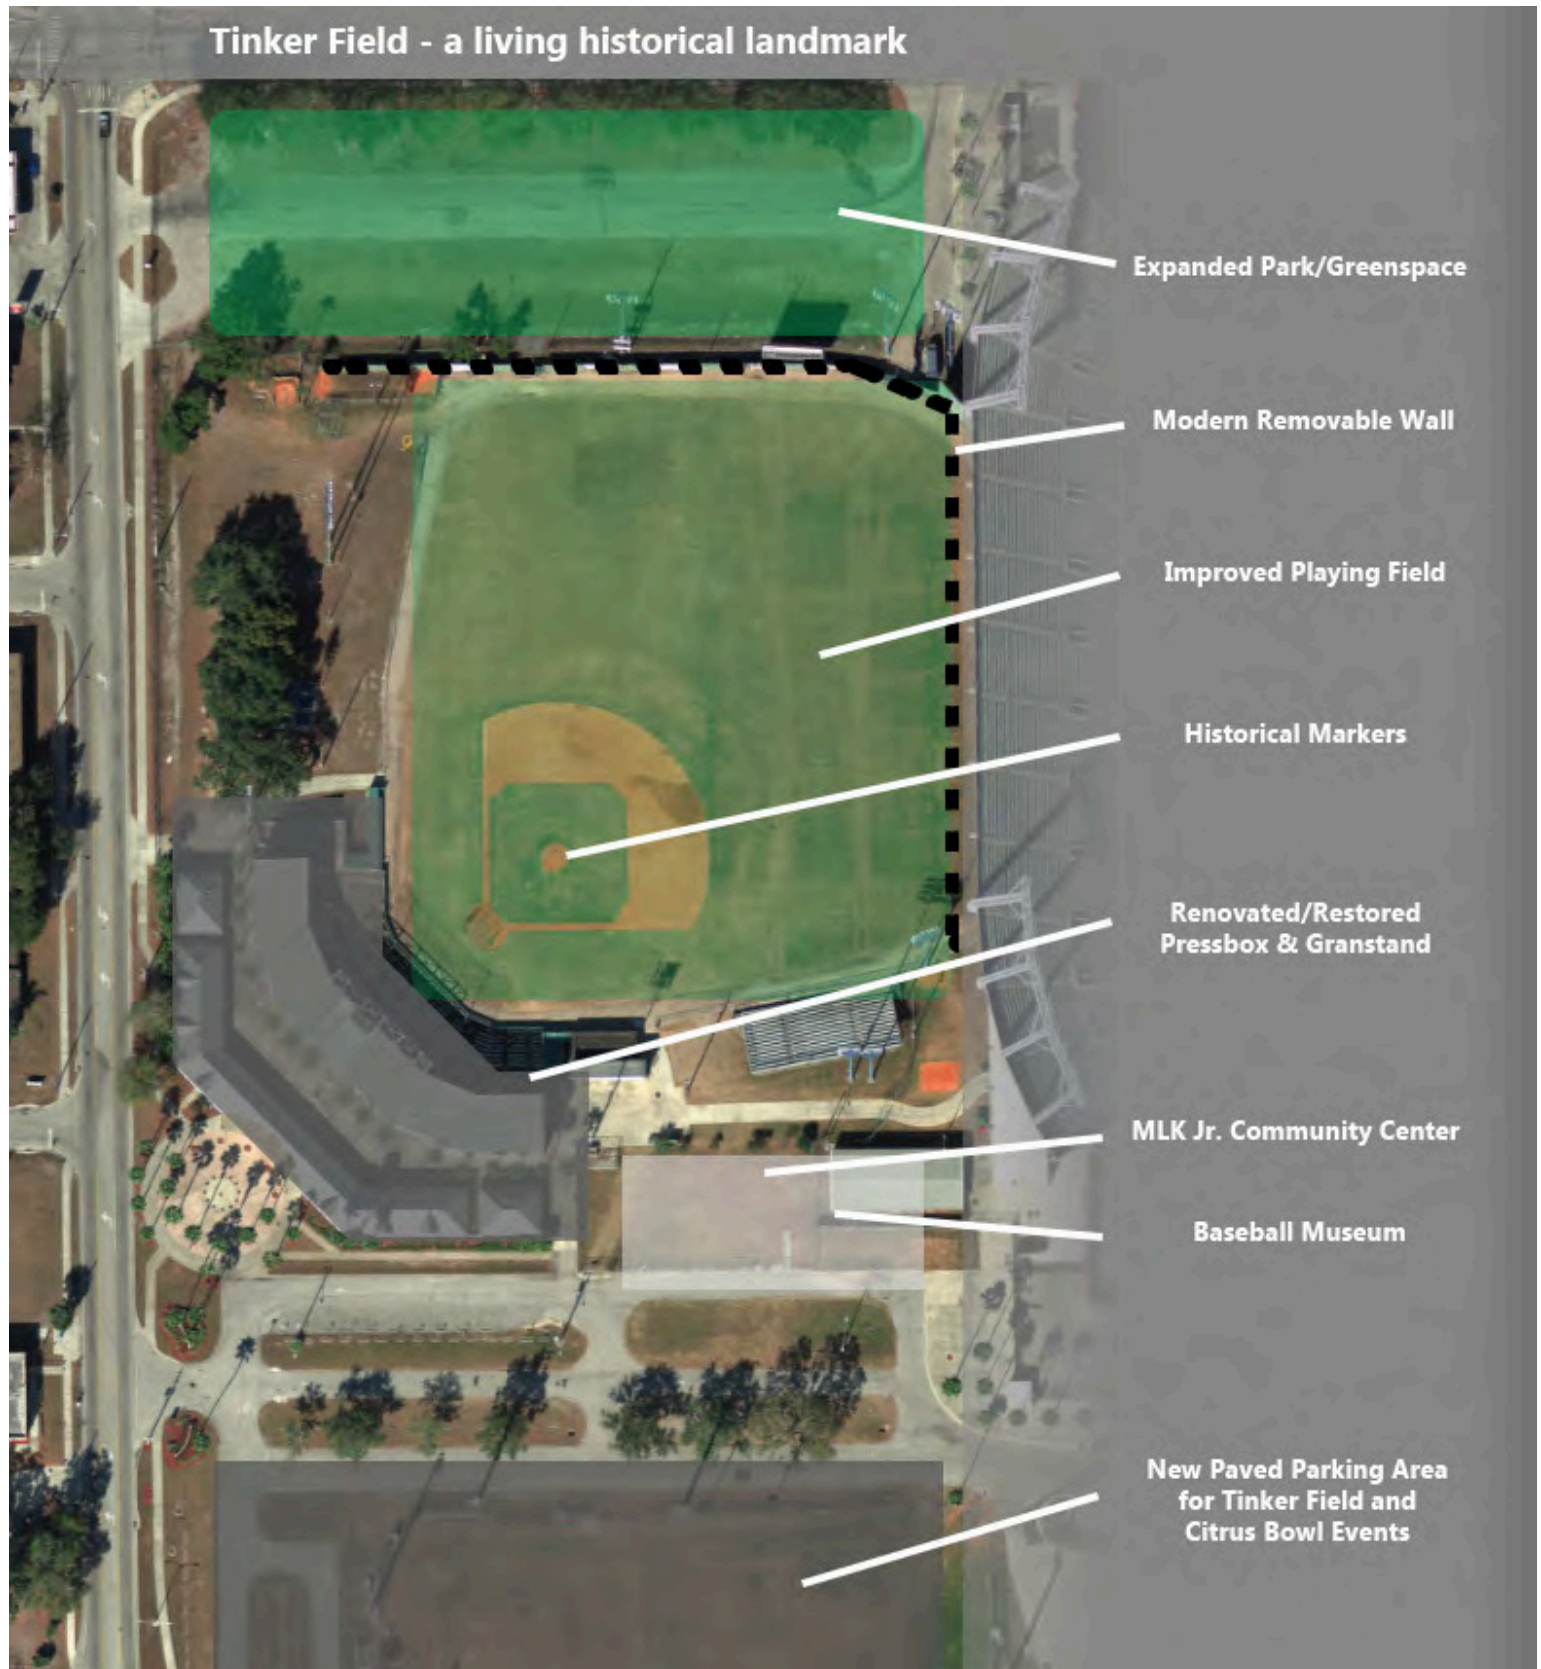 Tinker Field - a living historical landmark
Expanded Park/Greenspace
Modern Removable Wall
Improved Playing Field
Historical Markers
Renovated/Restored
Pressbox & Granstand
MLK Jr. Community Center
Baseball Museum
New Paved Parking Area
for Tinker Field and
Citrus Bowl Events